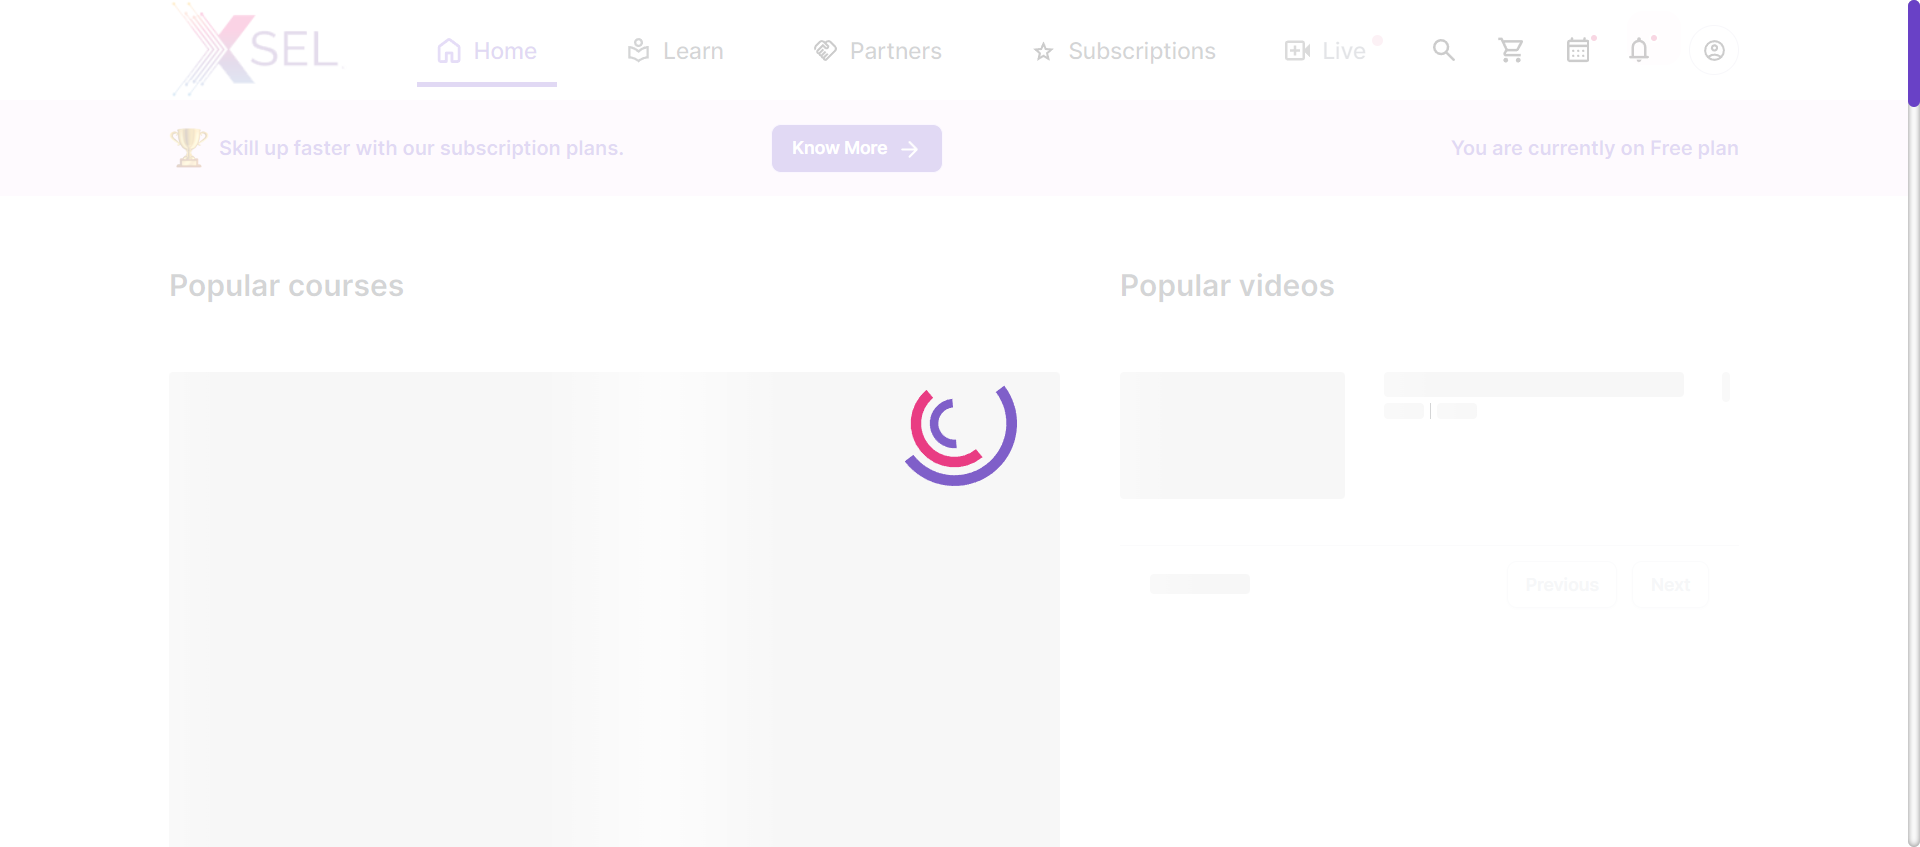 XSEL
Home
Learn
Partners
Subscriptions
Live
Skill up faster with our subscription plans.
Know More
You are currently on Free plan
Popular courses
Popular videos
Previous
Next